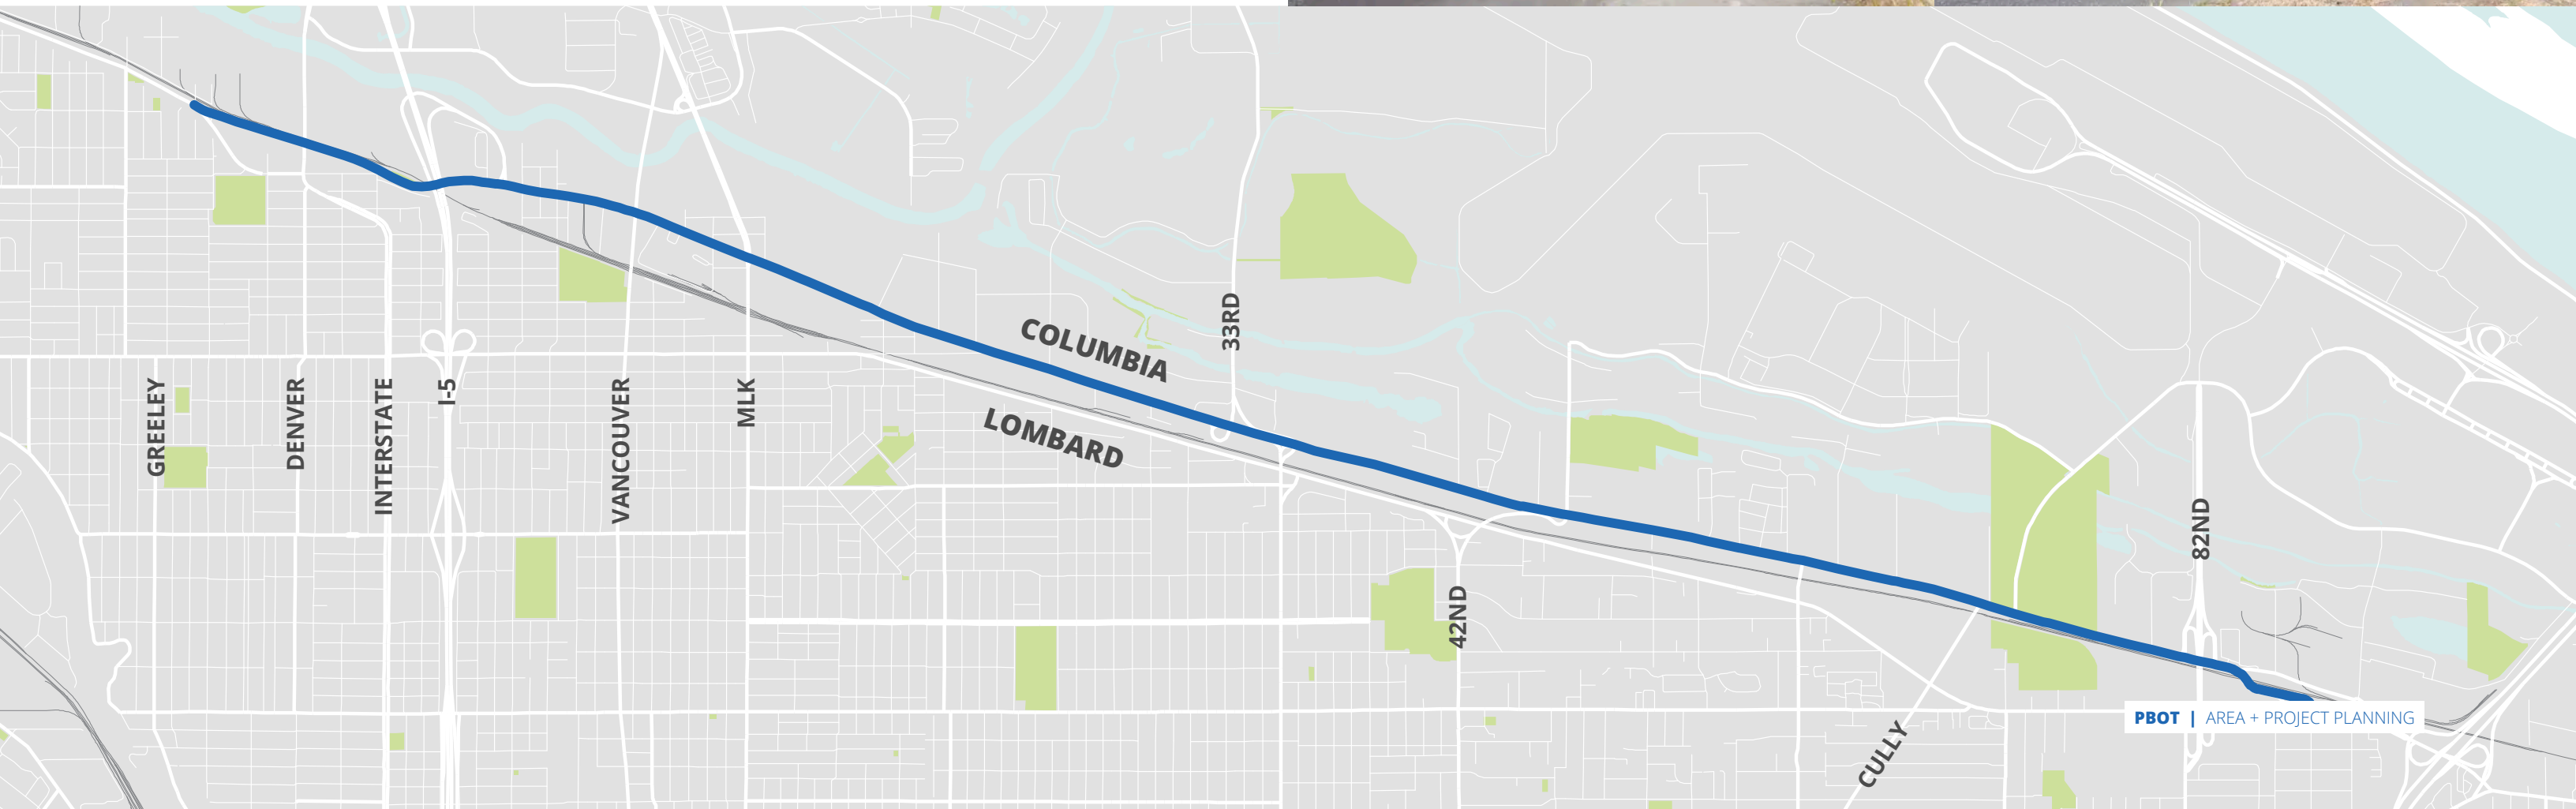 COLUMBIA
33RD
LOMBARD
GREELEY
DENVER
INTERSTATE
I-5
VANCOUVER
MLK
82ND
42ND
CULLY
PBOT | AREA + PROJECT PLANNING